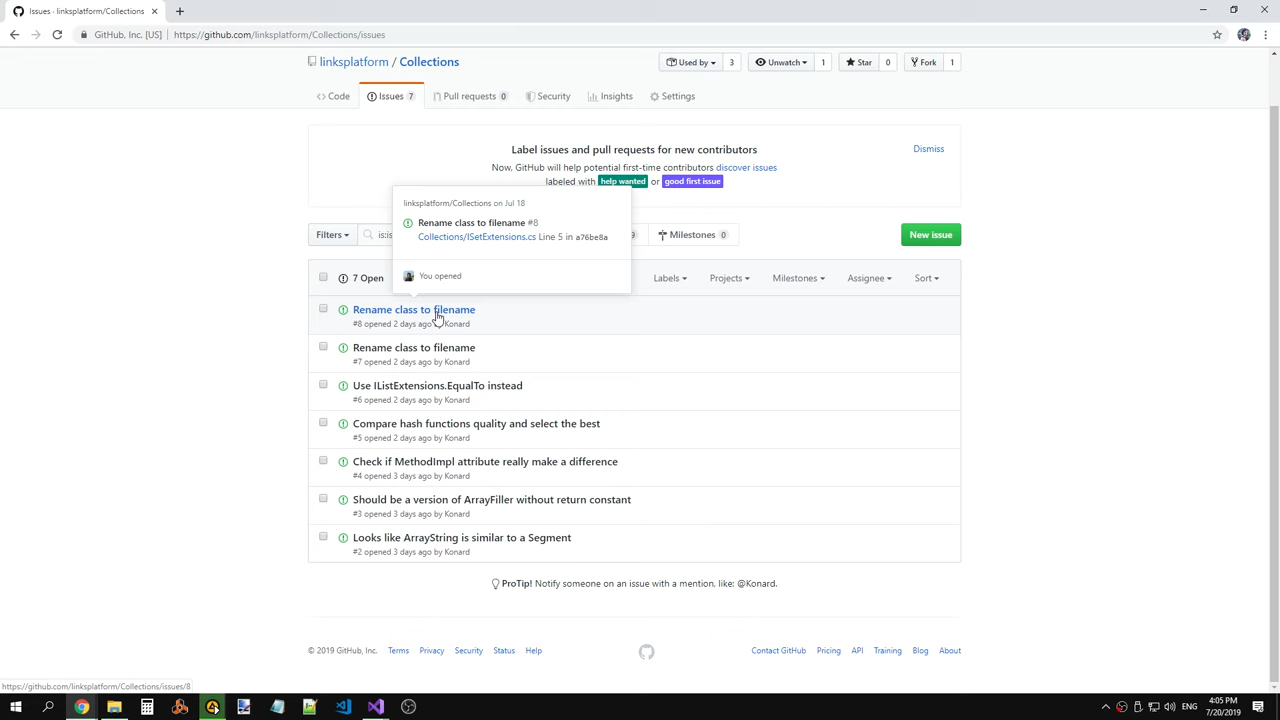 Issues · linksplatform/Collections
GitHub, Inc. [US] | https://github.com/linksplatform/Collections/issues
linksplatform / Collections
Used by 3
Unwatch 1
Star 0
Fork 1
Code
Issues 7
Pull requests 0
Security
Insights
Settings
Label issues and pull requests for new contributors
Dismiss
Now, GitHub will help potential first-time contributors discover issues
labeled with help wanted or good first issue
linksplatform/Collections on Jul 18
Rename class to filename #8
Collections/ISetExtensions.cs Line 5 in a76be8a
You opened
Filters
is:is
9
Milestones 0
New issue
7 Open
Labels
Projects
Milestones
Assignee
Sort
Rename class to filename
#8 opened 2 days ago by Konard
Rename class to filename
#7 opened 2 days ago by Konard
Use IListExtensions.EqualTo instead
#6 opened 2 days ago by Konard
Compare hash functions quality and select the best
#5 opened 2 days ago by Konard
Check if MethodImpl attribute really make a difference
#4 opened 3 days ago by Konard
Should be a version of ArrayFiller without return constant
#3 opened 3 days ago by Konard
Looks like ArrayString is similar to a Segment
#2 opened 3 days ago by Konard
ProTip! Notify someone on an issue with a mention, like: @Konard.
© 2019 GitHub, Inc.
Terms
Privacy
Security
Status
Help
Contact GitHub
Pricing
API
Training
Blog
About
https://github.com/linksplatform/Collections/issues/8
ENG
4:05 PM
7/20/2019